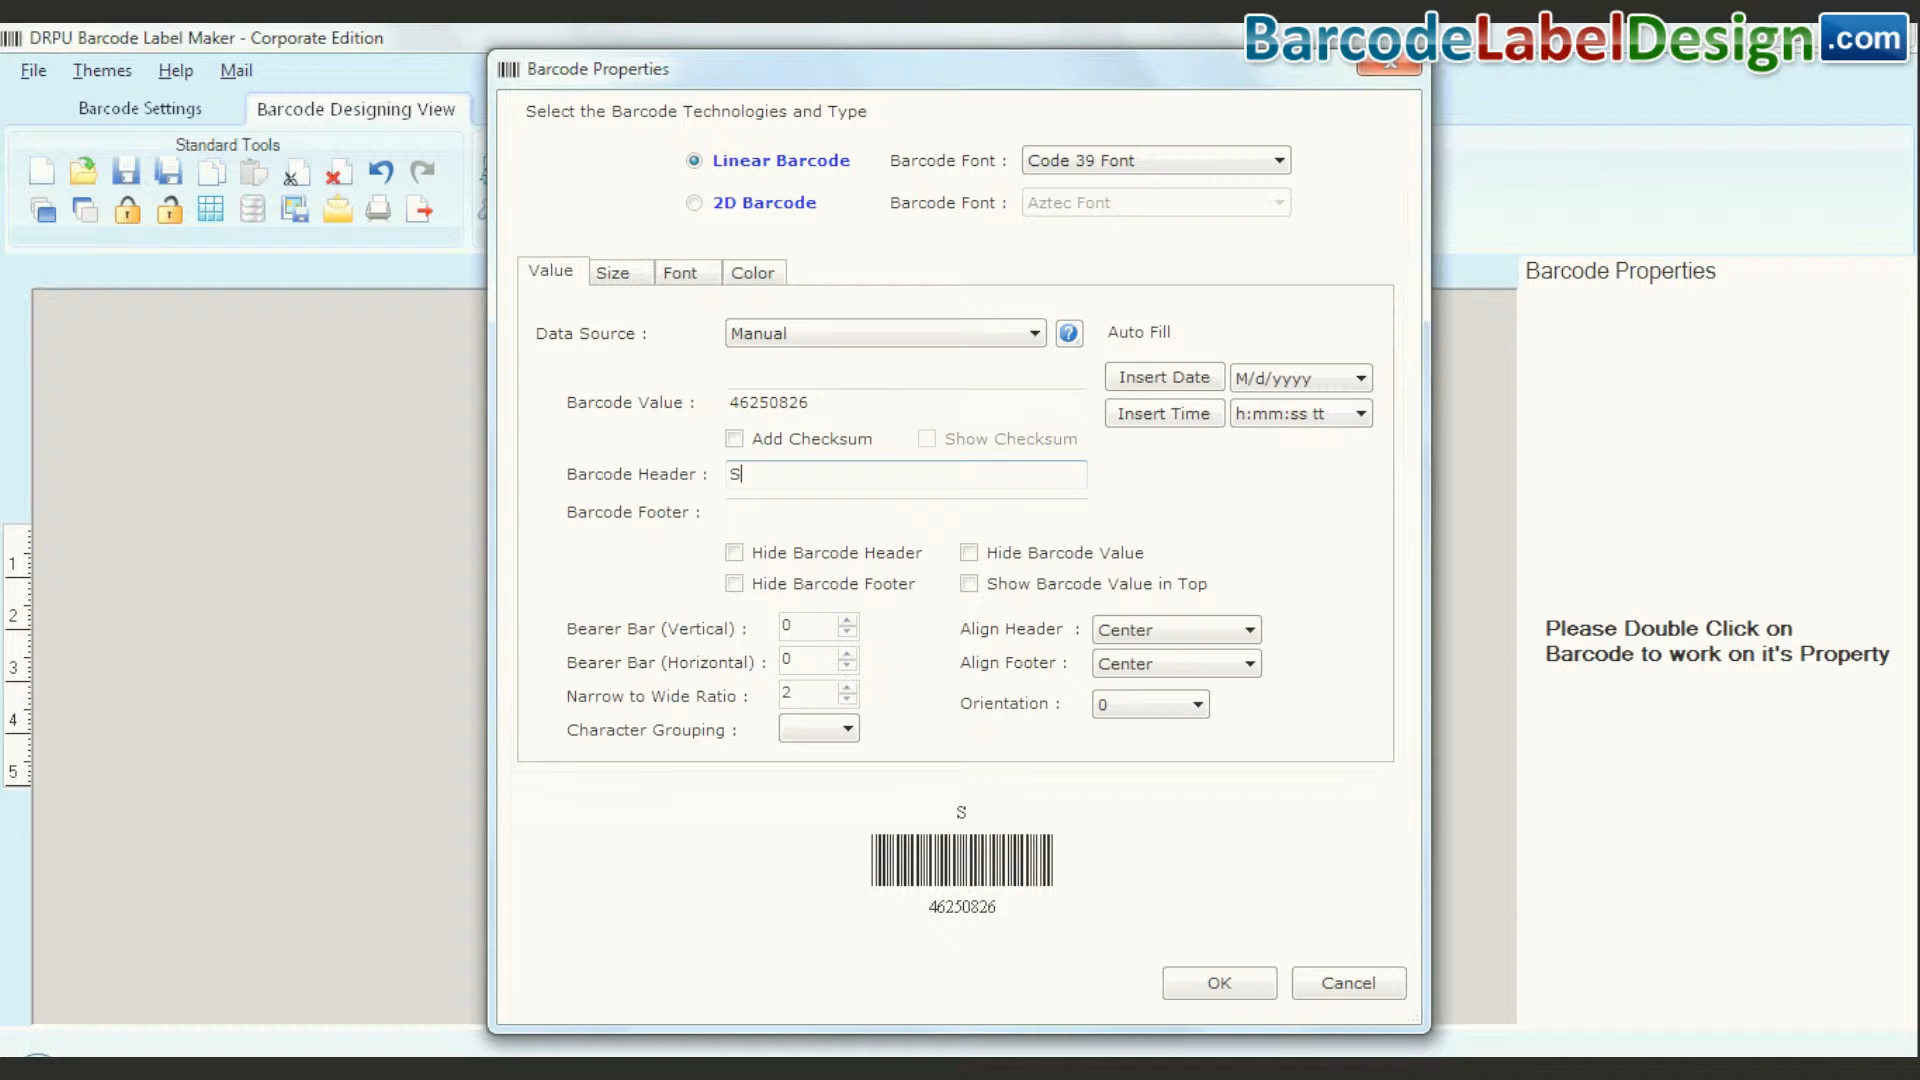 BarcodeLabelDesign.com
DRPU Barcode Label Maker - Corporate Edition
File Themes Help Mail
Barcode Settings Barcode Designing View
Standard Tools
Barcode Properties
Select the Barcode Technologies and Type
Linear Barcode Barcode Font : Code 39 Font
2D Barcode Barcode Font : Aztec Font
Value Size Font Color
Data Source : Manual ? Auto Fill
Insert Date M/d/yyyy
Barcode Value : 46250826
Insert Time h:mm:ss tt
Add Checksum Show Checksum
Barcode Header : S
Barcode Footer :
Hide Barcode Header Hide Barcode Value
Hide Barcode Footer Show Barcode Value in Top
Bearer Bar (Vertical) : 0 Align Header : Center
Bearer Bar (Horizontal) : 0 Align Footer : Center
Narrow to Wide Ratio : 2 Orientation : 0
Character Grouping :
S
46250826
OK Cancel
1
2
3
4
5
Barcode Properties
Please Double Click on
Barcode to work on it's Property